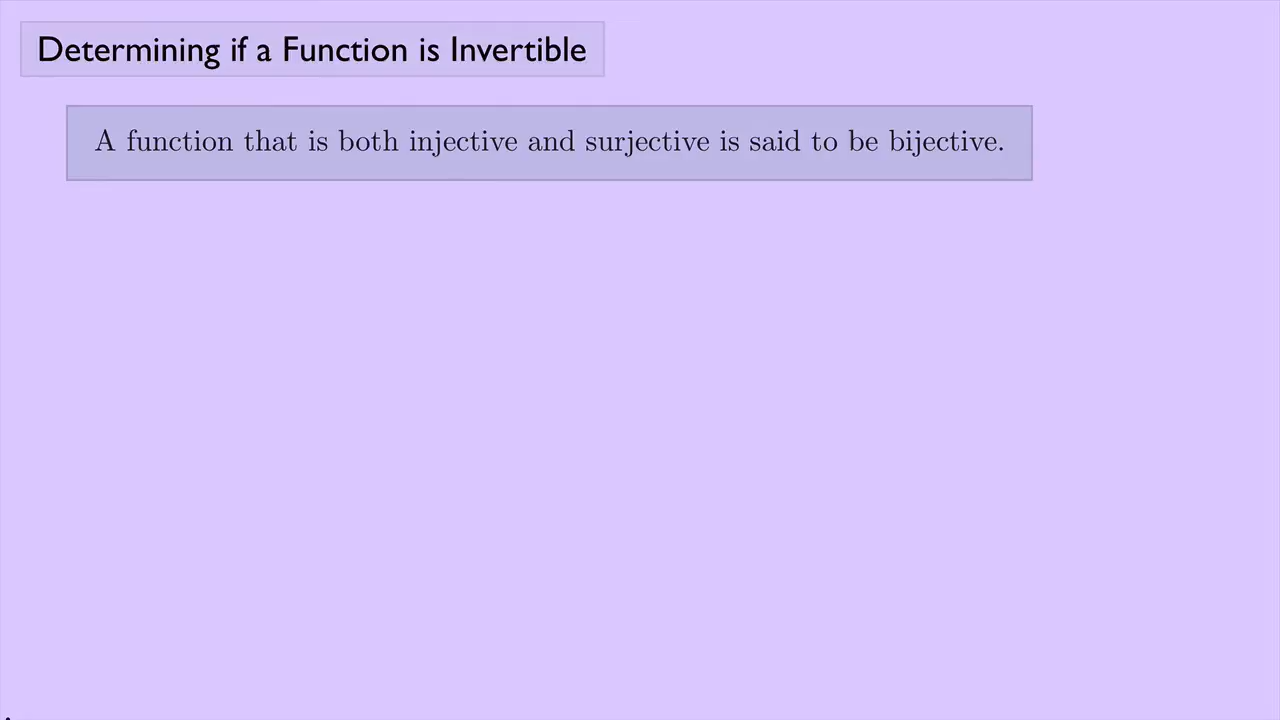 Determining if a Function is Invertible
A function that is both injective and surjective is said to be bijective.